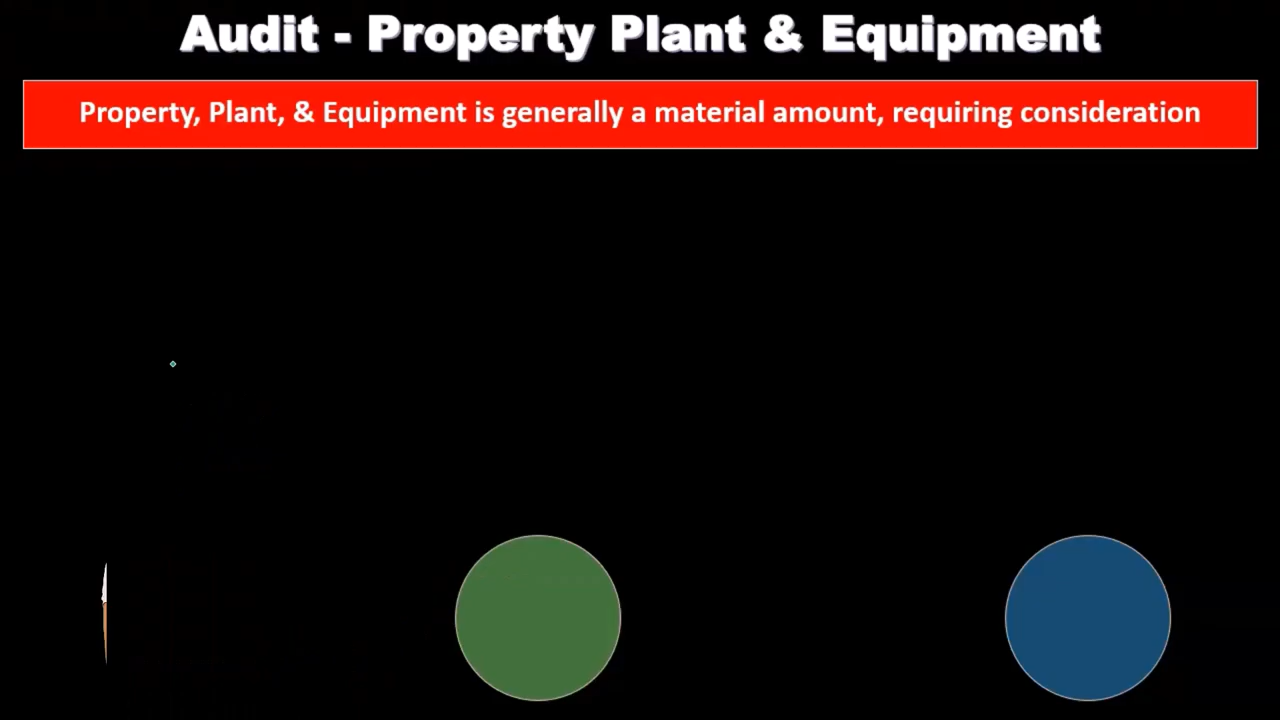 Audit - Property Plant & Equipment
Property, Plant, & Equipment is generally a material amount, requiring consideration